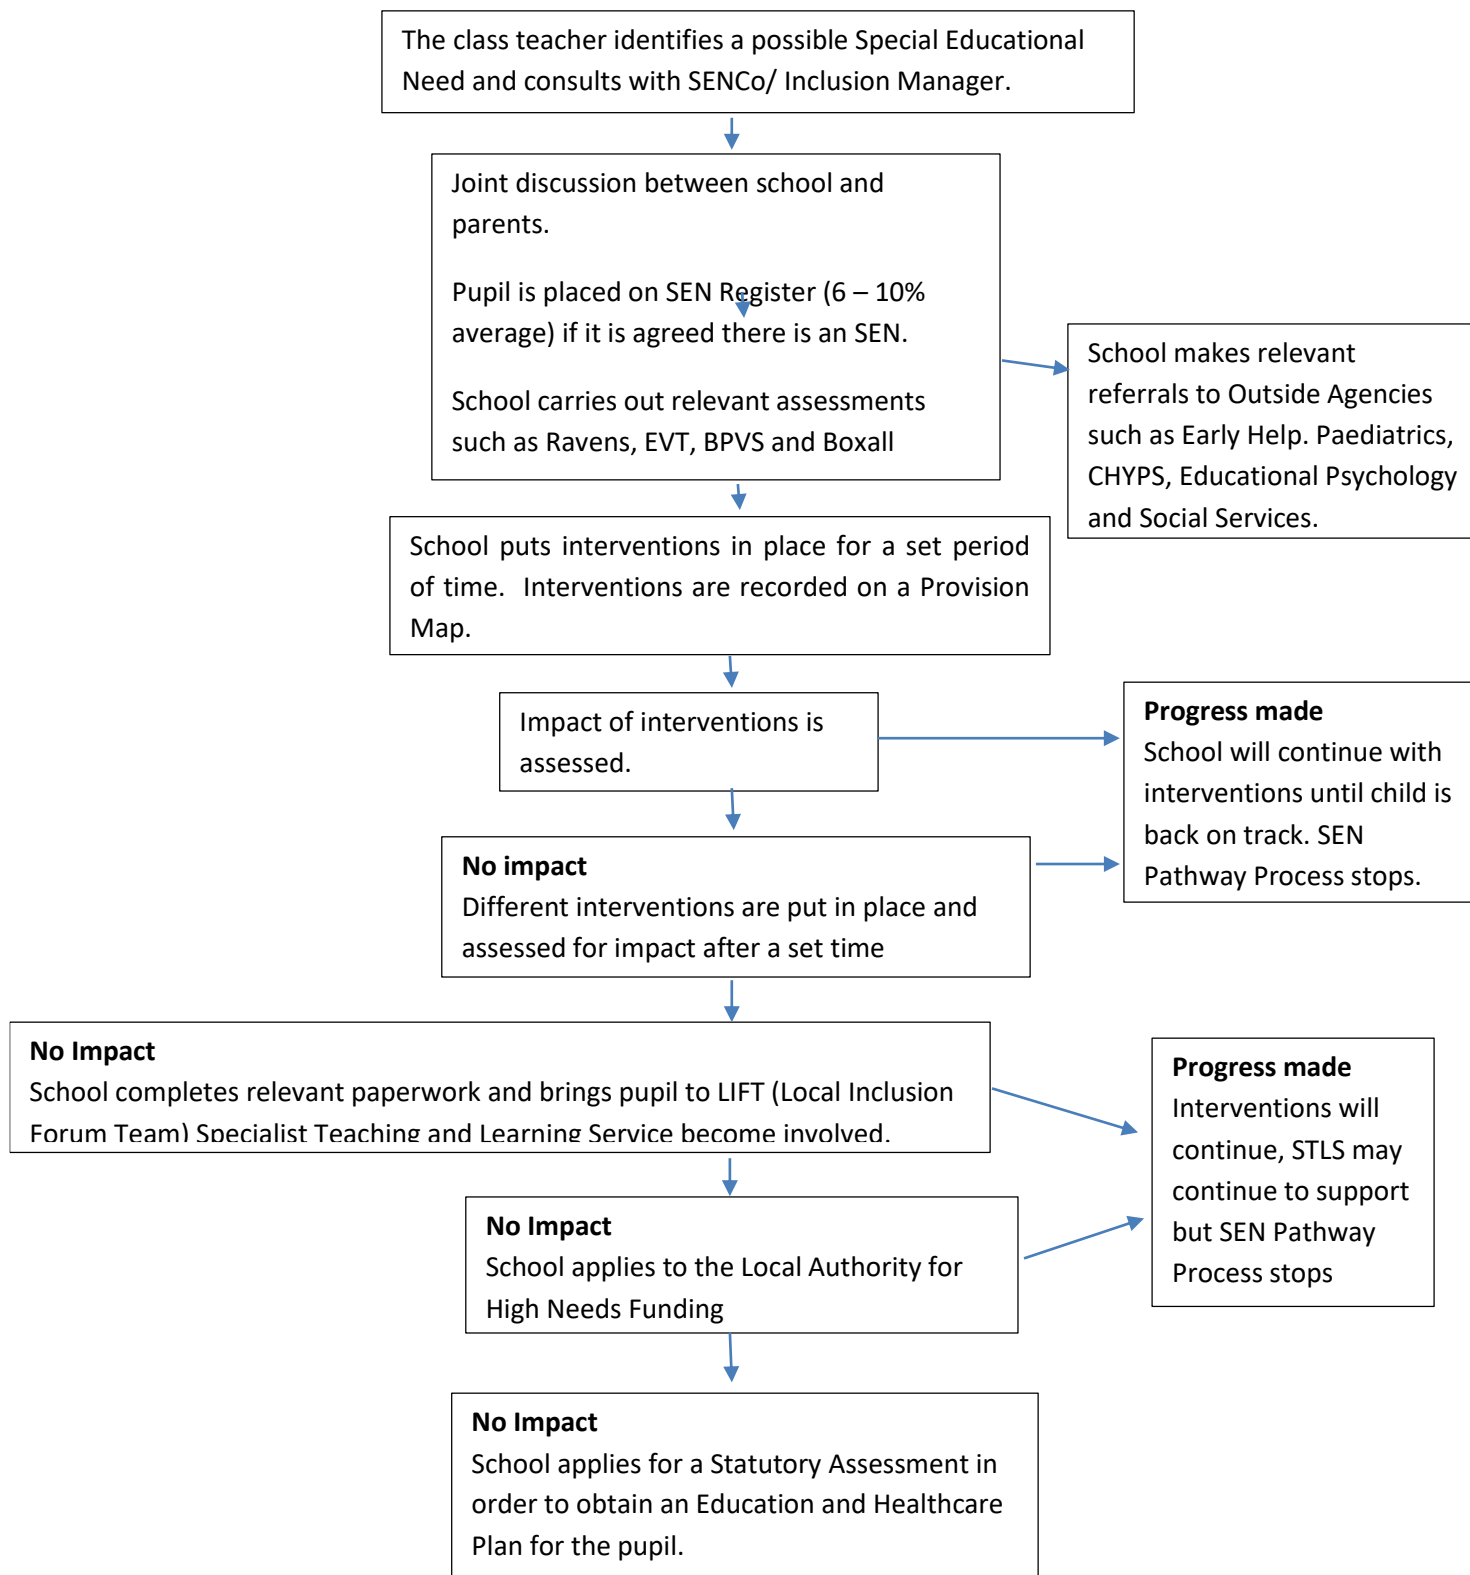 The class teacher identifies a possible Special Educational
Need and consults with SENCo/ Inclusion Manager.
Joint discussion between school and
parents.
Pupil is placed on SEN Register (6 – 10%
average) if it is agreed there is an SEN.
School carries out relevant assessments
such as Ravens, EVT, BPVS and Boxall
School makes relevant
referrals to Outside Agencies
such as Early Help. Paediatrics,
CHYPS, Educational Psychology
and Social Services.
School puts interventions in place for a set period
of time.  Interventions are recorded on a Provision
Map.
Impact of interventions is
assessed.
Progress made
School will continue with
interventions until child is
back on track. SEN
Pathway Process stops.
No impact
Different interventions are put in place and
assessed for impact after a set time
No Impact
School completes relevant paperwork and brings pupil to LIFT (Local Inclusion
Forum Team) Specialist Teaching and Learning Service become involved.
Progress made
Interventions will
continue, STLS may
continue to support
but SEN Pathway
Process stops
No Impact
School applies to the Local Authority for
High Needs Funding
No Impact
School applies for a Statutory Assessment in
order to obtain an Education and Healthcare
Plan for the pupil.